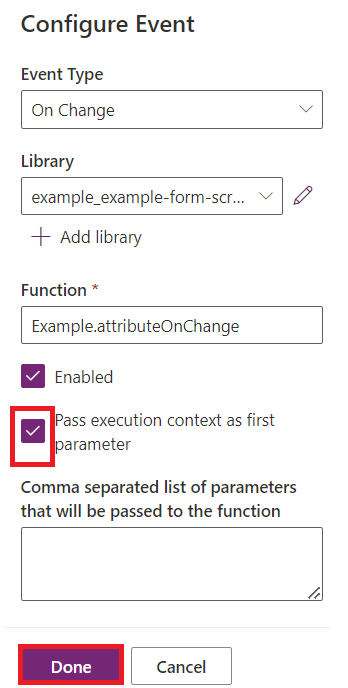 Configure Event
Event Type
On Change
Library
example_example-form-scr...
Add library
Function *
Example.attributeOnChange
Enabled
Pass execution context as first
parameter
Comma separated list of parameters
that will be passed to the function
Done
Cancel